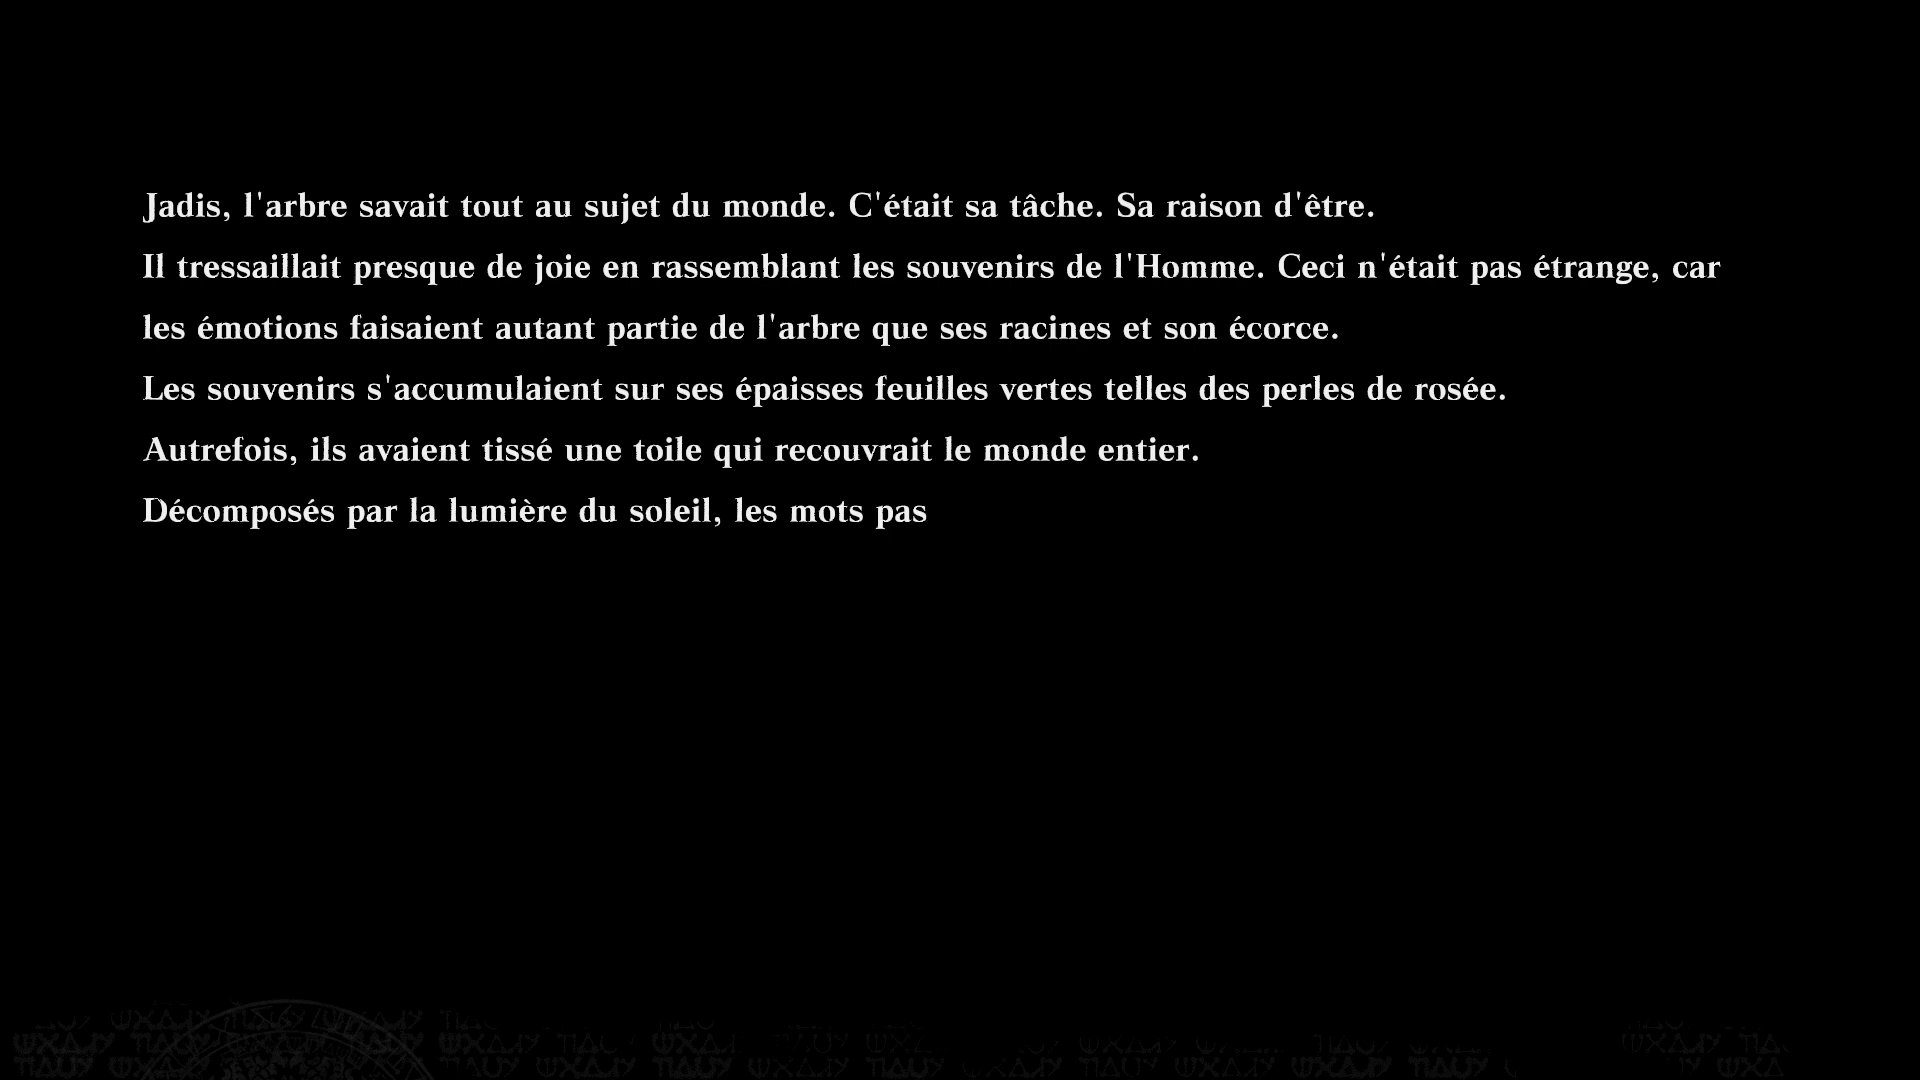 Jadis, l'arbre savait tout au sujet du monde. C'était sa tâche. Sa raison d'être.
Il tressaillait presque de joie en rassemblant les souvenirs de l'Homme. Ceci n'était pas étrange, car
les émotions faisaient autant partie de l'arbre que ses racines et son écorce.
Les souvenirs s'accumulaient sur ses épaisses feuilles vertes telles des perles de rosée.
Autrefois, ils avaient tissé une toile qui recouvrait le monde entier.
Décomposés par la lumière du soleil, les mots pas